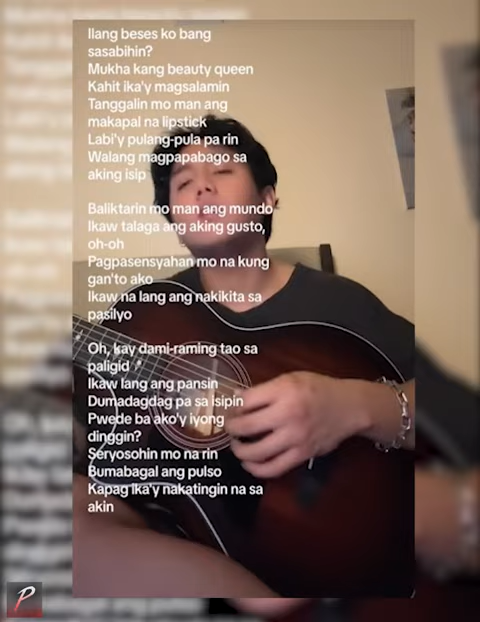 Ilang beses ko bang
sasabihin?
Mukha kang beauty queen
Kahit ika'y magsalamin
Tanggalin mo man ang
makapal na lipstick
Labi'y pulang-pula pa rin
Walang magpapabago sa
aking isip
Baliktarin mo man ang mundo
Ikaw talaga ang aking gusto,
oh-oh
Pagpasensyahan mo na kung
gan'to ako
Ikaw na lang ang nakikita sa
pasilyo
Oh, kay dami-raming tao sa
paligid
Ikaw lang ang pansin
Dumadagdag pa sa isipin
Pwede ba ako'y iyong
dinggin?
Seryosohin mo na rin
Bumabagal ang pulso
Kapag ika'y nakatingin na sa
akin
P